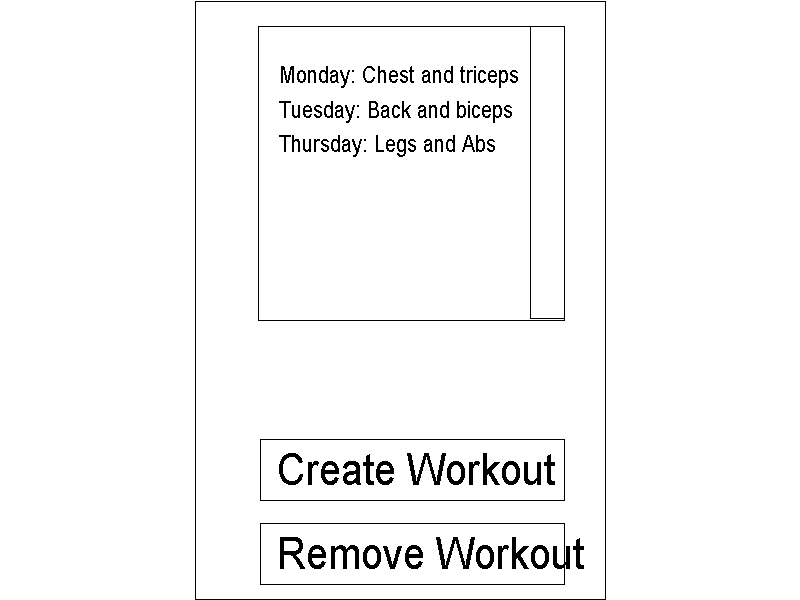 Monday: Chest and triceps
Tuesday: Back and biceps
Thursday: Legs and Abs
Create Workout
Remove Workout